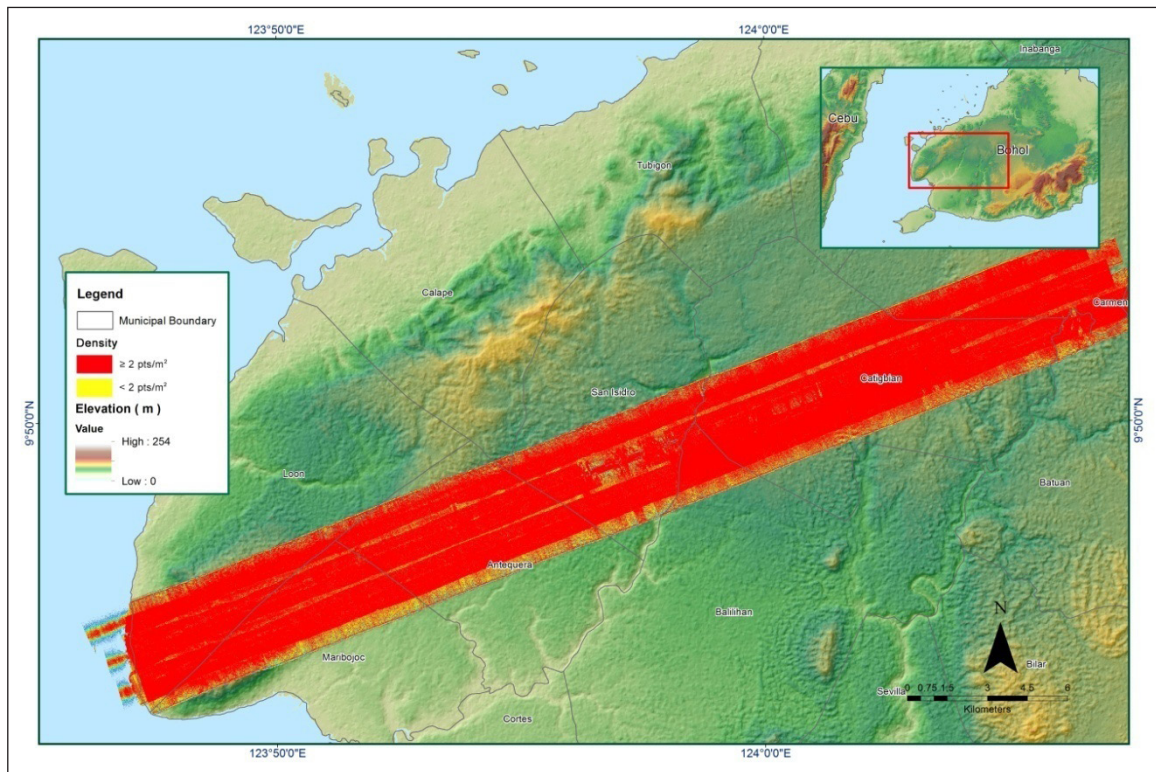 123°50'0"E
124°0'0"E
Inabanga
Cebu
Bohol
Tubigon
Calape
Carmen
Legend
Municipal Boundary
Density
≥ 2 pts/m²
< 2 pts/m²
Elevation ( m )
Value
High : 254
Low : 0
San Isidro
Catigbian
9°50'0"N
9°50'0"N
Loon
Batuan
Antequera
Balilihan
N
Maribojoc
Bilar
Sevilla
0 0.75 1.5 3 4.5 6
Kilometers
Cortes
123°50'0"E
124°0'0"E